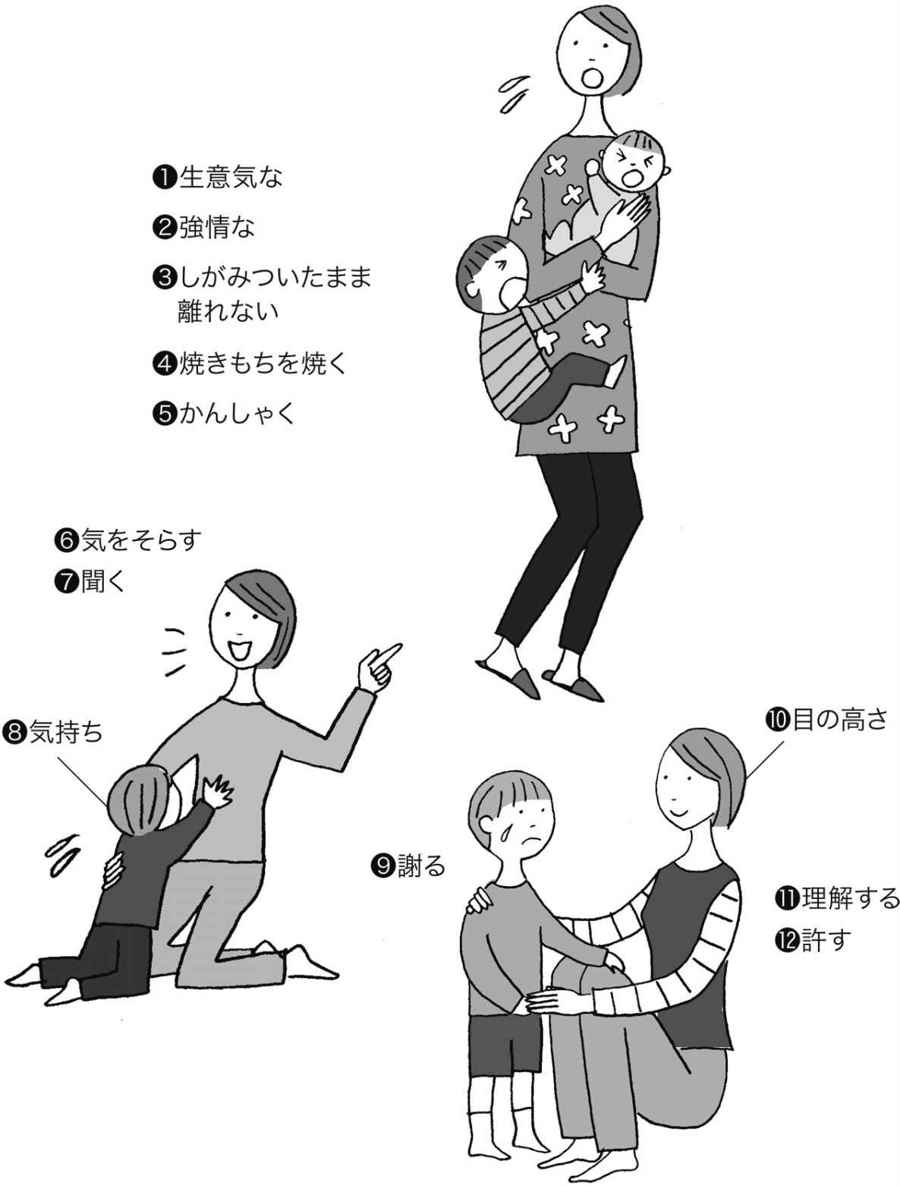 ❶生意気な
❷強情な
❸しがみついたまま
離れない
❹焼きもちを焼く
❺かんしゃく
❻気をそらす
❼聞く
❽気持ち
❿目の高さ
❾謝る
⓫理解する
⓬許す